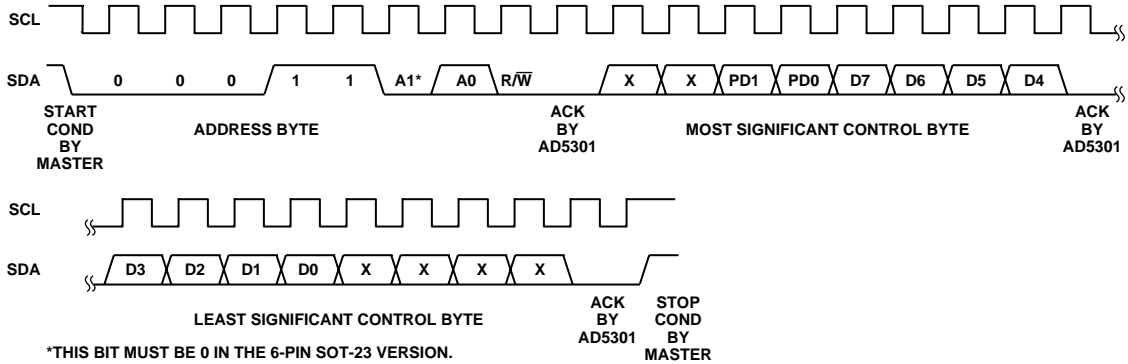 SCL
SDA 0 0 0 1 1 A1* A0 R/W̅ X X PD1 PD0 D7 D6 D5 D4
START
COND
BY
MASTER
ADDRESS BYTE
ACK
BY
AD5301
MOST SIGNIFICANT CONTROL BYTE
ACK
BY
AD5301
SCL
SDA D3 D2 D1 D0 X X X X
LEAST SIGNIFICANT CONTROL BYTE
ACK
BY
AD5301
STOP
COND
BY
MASTER
*THIS BIT MUST BE 0 IN THE 6-PIN SOT-23 VERSION.